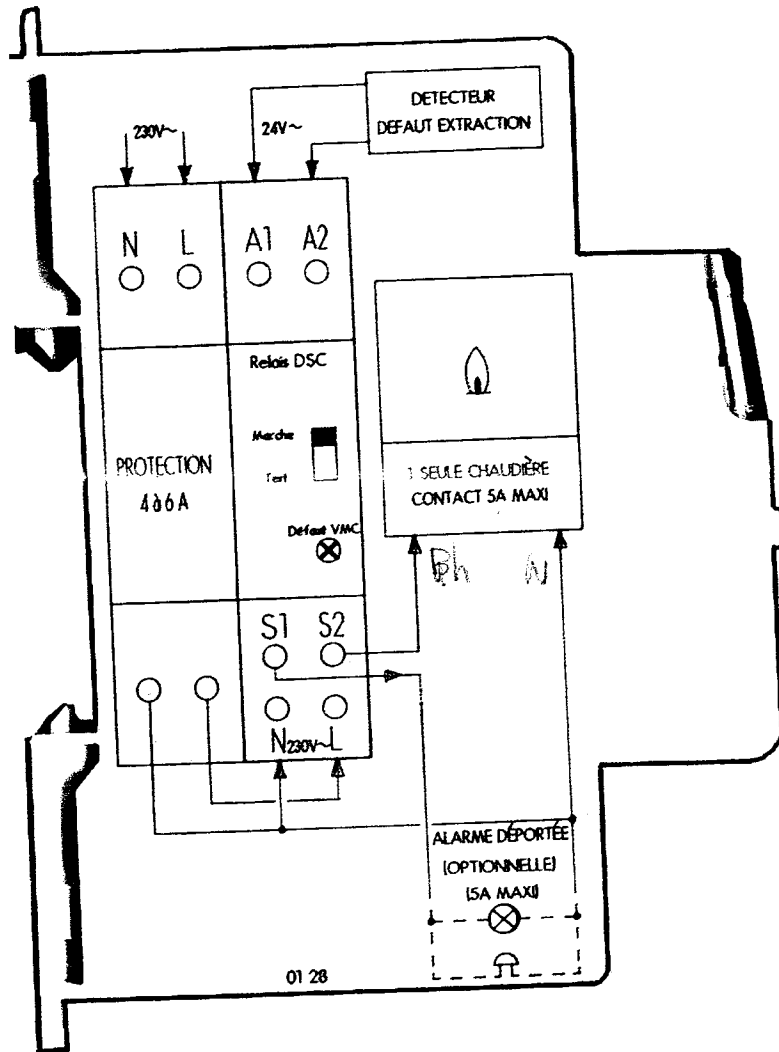 DETECTEUR
DEFAUT EXTRACTION
230V~
24V~
N L
A1 A2
Relais DSC
Marche
Test
PROTECTION
4à6A
Défaut VMC
1 SEULE CHAUDIÈRE
CONTACT 5A MAXI
Ph N
S1 S2
N 230V~ L
ALARME DÉPORTÉE
(OPTIONNELLE)
(5A MAXI)
01 28